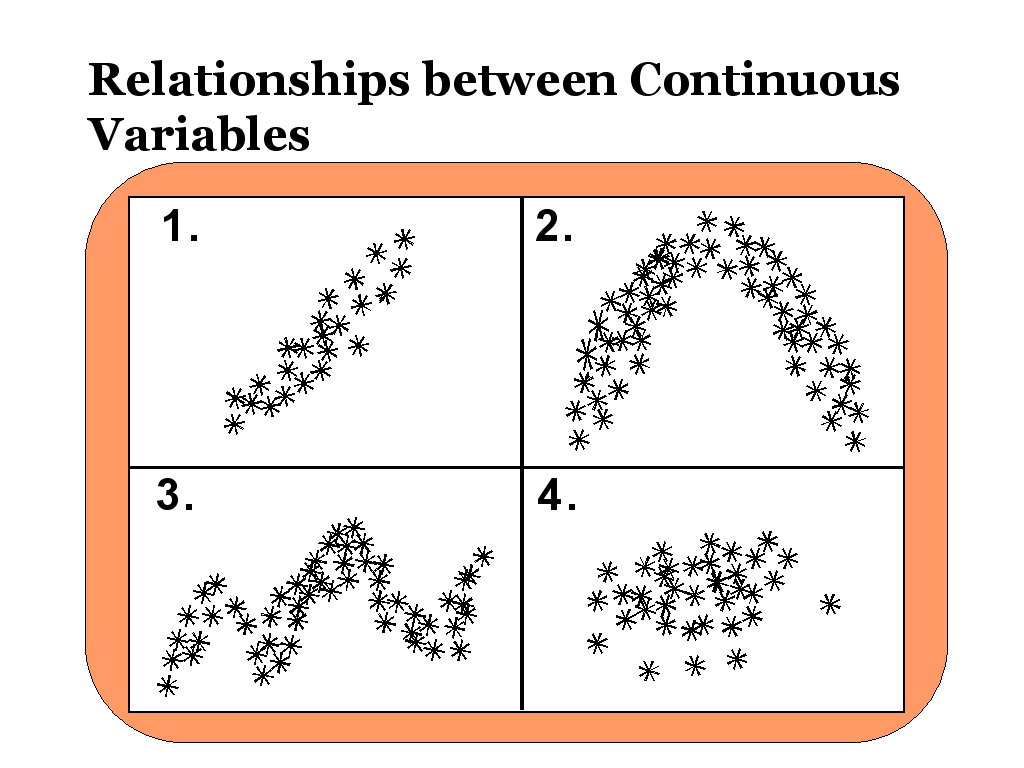 Relationships between Continuous
Variables
1.
2.
3.
4.